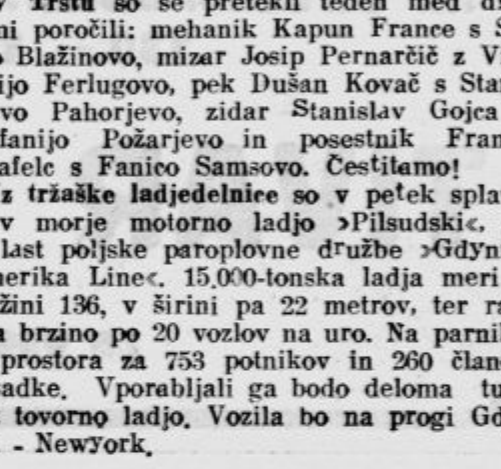 v Trstu so se pretekli teden med
ni poročili: mehanik Kapun France s
Blažinovo, mizar Josip Pernarčič z V
ijo Ferlugovo, pek Dušan Kovač s Sta
vo Pahorjevo, zidar Stanislav Gojca
fanijo Požarjevo in posestnik Fran
afelc s Fanico Samsovo. Čestitamo!
z tržaške ladjedelnice so v petek spla
v morje motorno ladjo »Pilsudski«,
last poljske paroplovne družbe »Gdyn
merika Line«. 15.000-tonska ladja meri
žini 136, v širini pa 22 metrov, ter ra
brzino po 20 vozlov na uro. Na parni
prostora za 753 potnikov in 260 član
sadke. Vporabljali ga bodo deloma tu
tovorno ladjo. Vozila bo na progi Gd
- Newyork.